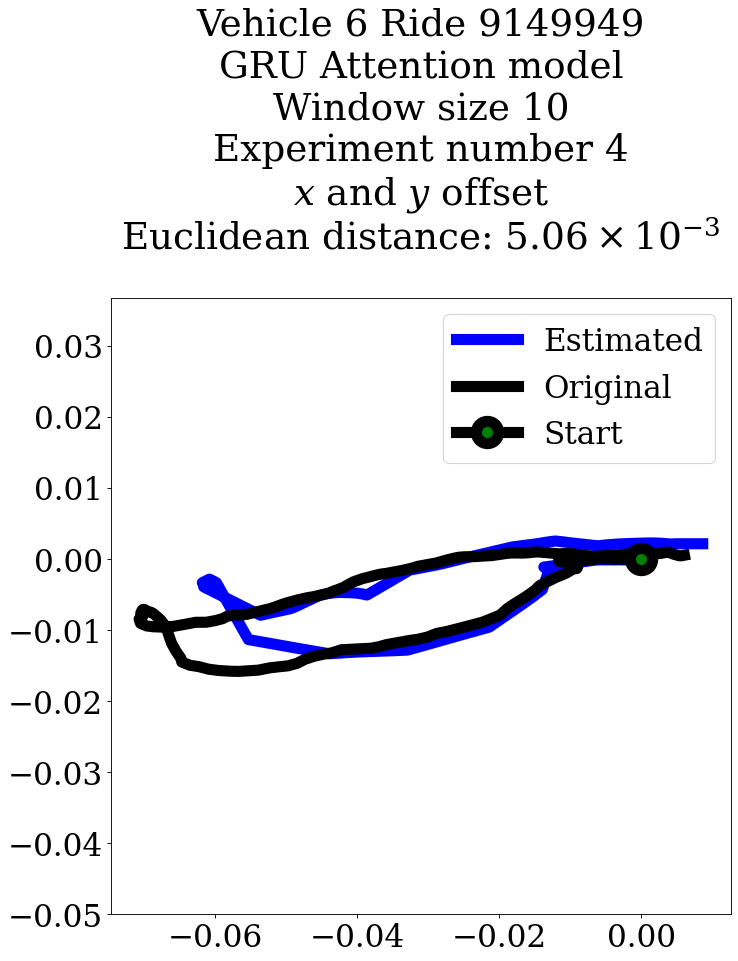 Vehicle 6 Ride 9149949
GRU Attention model
Window size 10
Experiment number 4
x and y offset
Euclidean distance: 5.06 × 10⁻³
Estimated
Original
Start
0.03
0.02
0.01
0.00
−0.01
−0.02
−0.03
−0.04
−0.05
−0.06 −0.04 −0.02 0.00